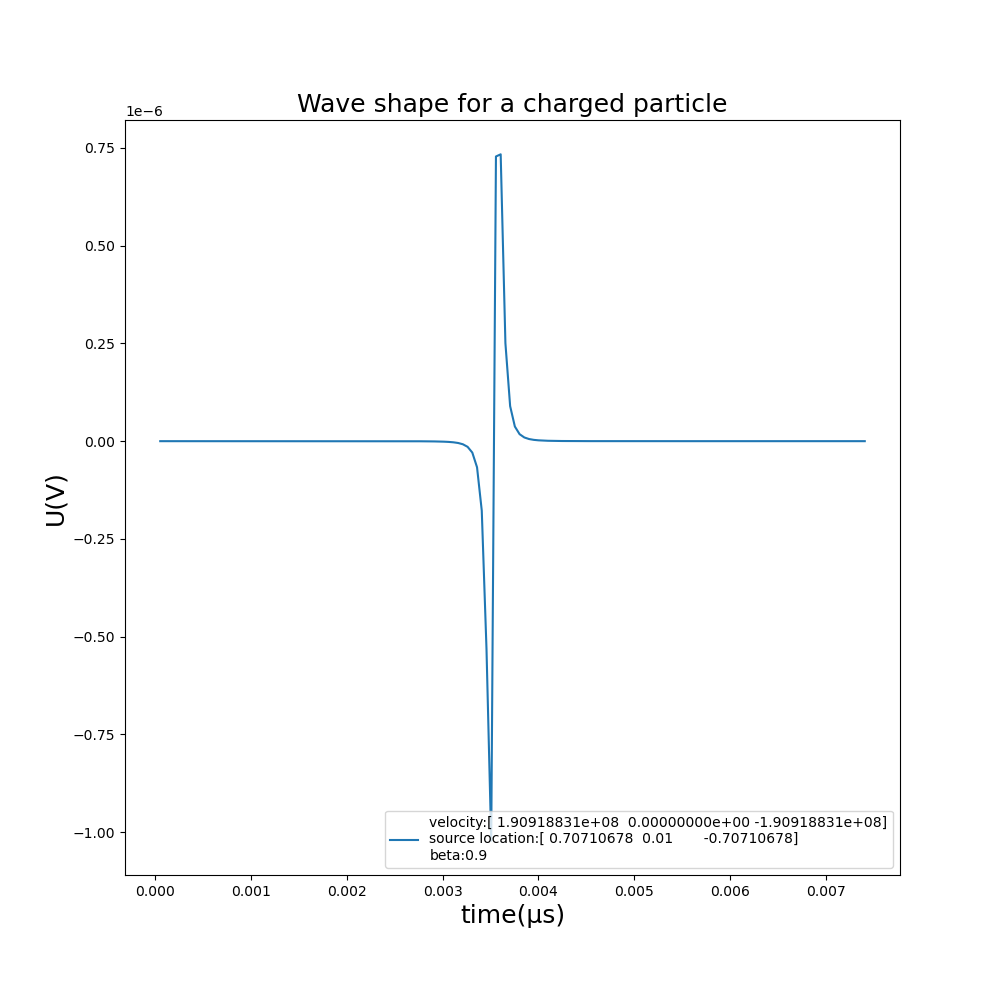 Wave shape for a charged particle
1e−6
0.75
0.50
0.25
0.00
−0.25
−0.50
−0.75
−1.00
U(V)
velocity:[ 1.90918831e+08  0.00000000e+00 -1.90918831e+08]
source location:[ 0.70710678  0.01       -0.70710678]
beta:0.9
0.000 0.001 0.002 0.003 0.004 0.005 0.006 0.007
time(μs)